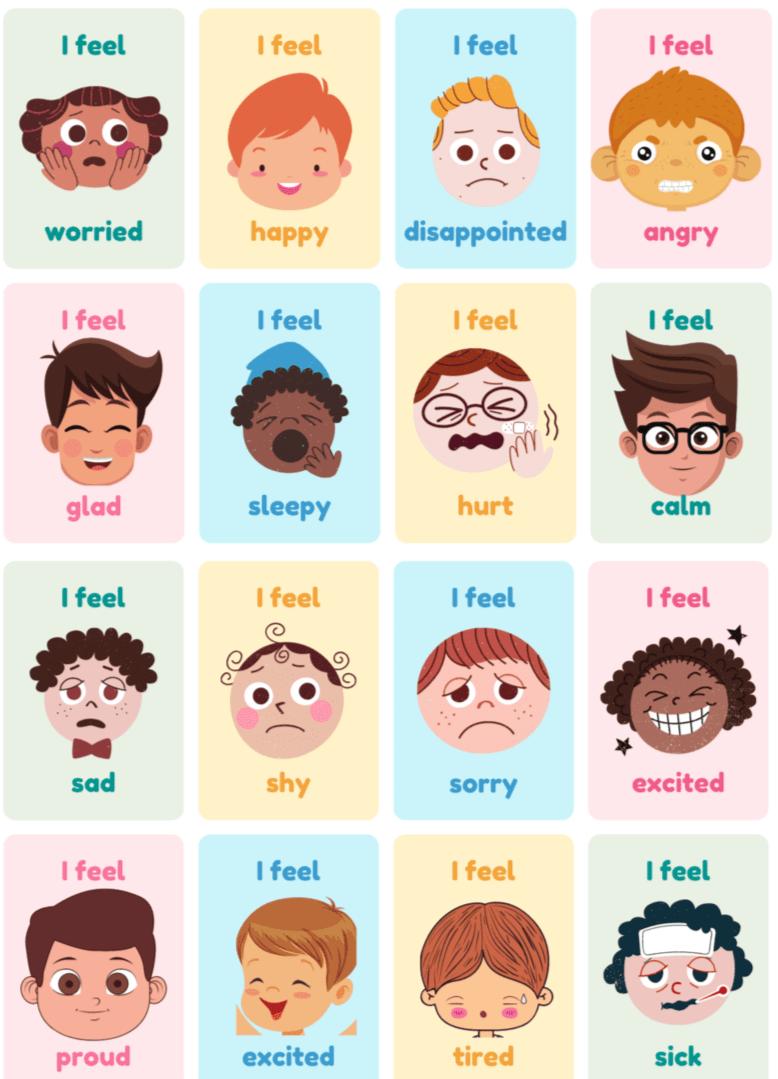 I feel
worried
I feel
happy
I feel
disappointed
I feel
angry
I feel
glad
I feel
sleepy
I feel
hurt
I feel
calm
I feel
sad
I feel
shy
I feel
sorry
I feel
excited
I feel
proud
I feel
excited
I feel
tired
I feel
sick